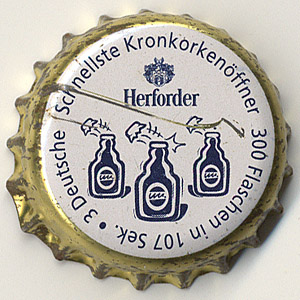 Schnellste Kronkorkenöffner 300 Flaschen in 107 Sek. • 3 Deutsche
Herforder